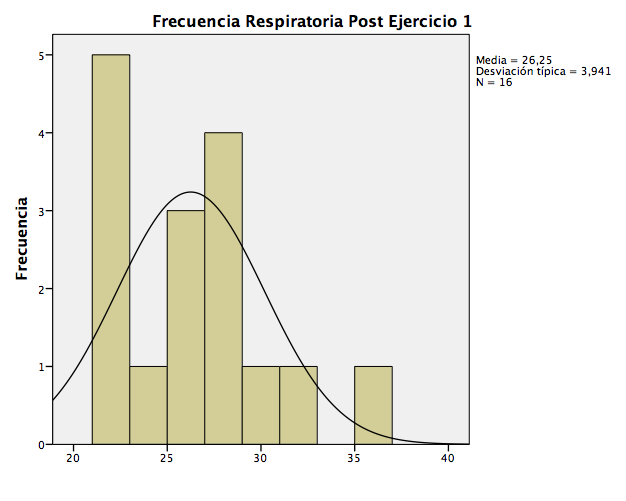 Frecuencia Respiratoria Post Ejercicio 1
Media = 26,25
Desviación típica = 3,941
N = 16
Frecuencia
5
4
3
2
1
0
20 25 30 35 40